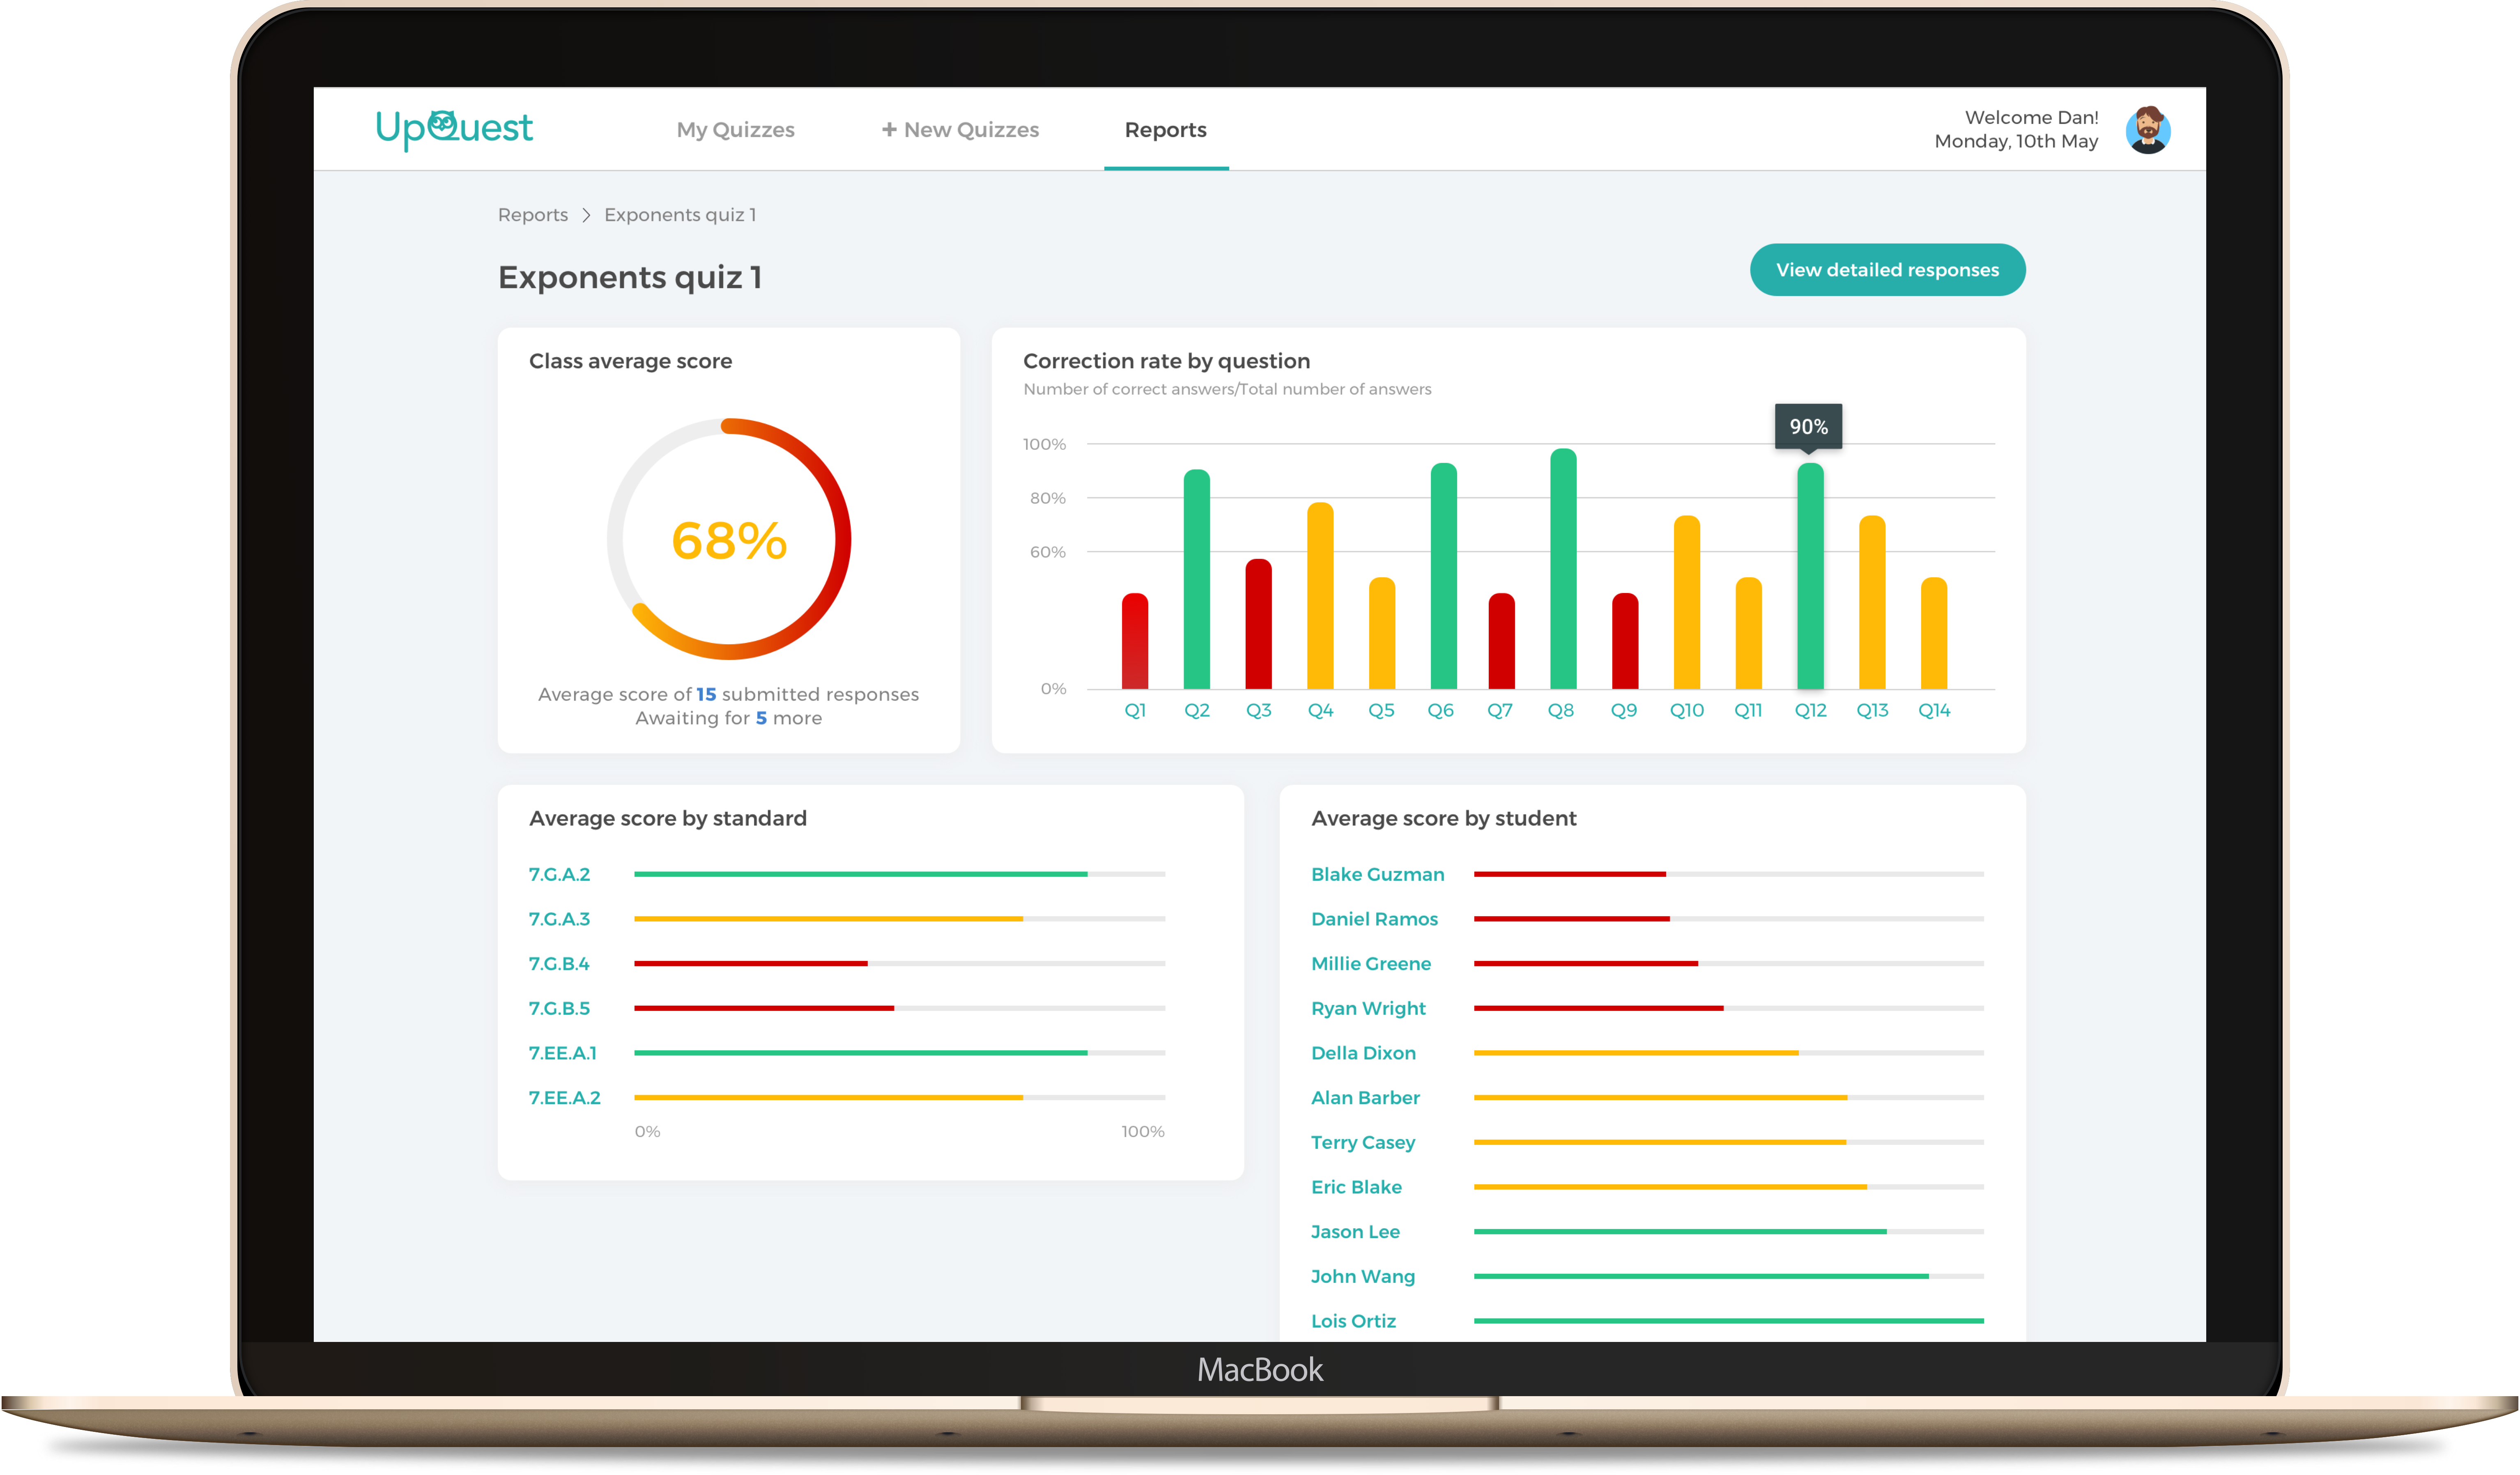 UpQuest
My Quizzes
+ New Quizzes
Reports
Welcome Dan!
Monday, 10th May
Reports > Exponents quiz 1
Exponents quiz 1
View detailed responses
Class average score
68%
Average score of 15 submitted responses
Awaiting for 5 more
Correction rate by question
Number of correct answers/Total number of answers
90%
100%
80%
60%
0%
Q1 Q2 Q3 Q4 Q5 Q6 Q7 Q8 Q9 Q10 Q11 Q12 Q13 Q14
Average score by standard
7.G.A.2
7.G.A.3
7.G.B.4
7.G.B.5
7.EE.A.1
7.EE.A.2
0% 100%
Average score by student
Blake Guzman
Daniel Ramos
Millie Greene
Ryan Wright
Della Dixon
Alan Barber
Terry Casey
Eric Blake
Jason Lee
John Wang
Lois Ortiz
MacBook